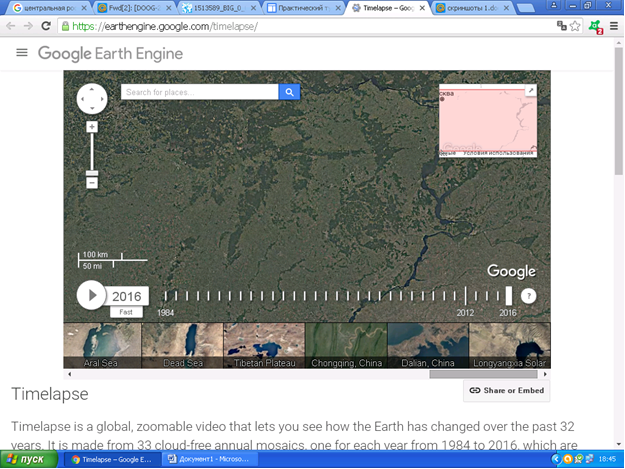 центральная ро
Fwd[2]: [DOOG-
1513589_BIG_0_
Практический т
Timelapse – Goog
скриншоты 1.do
https://earthengine.google.com/timelapse/
Google Earth Engine
Search for places...
сква
Условия использования
100 km
50 mi
Google
2016
Fast
1984
2012
2016
?
Aral Sea
Dead Sea
Tibetan Plateau
Chongqing, China
Dalian, China
Longyangxia Solar
Timelapse
Share or Embed
Timelapse is a global, zoomable video that lets you see how the Earth has changed over the past 32
years. It is made from 33 cloud-free annual mosaics, one for each year from 1984 to 2016, which are
пуск
Timelapse – Google E...
Документ1 - Microso...
18:45